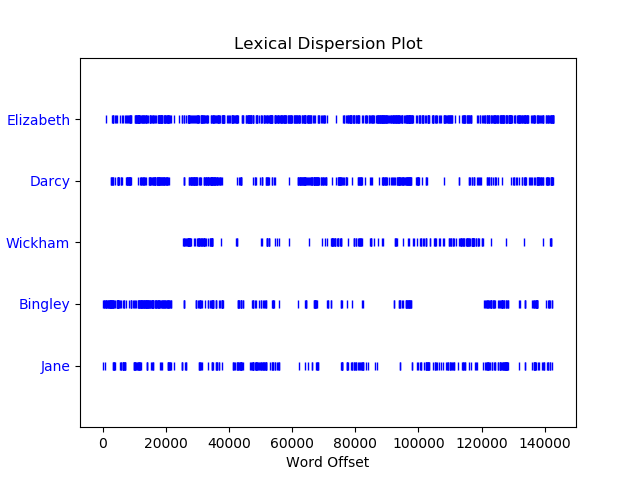 Lexical Dispersion Plot
Elizabeth
Darcy
Wickham
Bingley
Jane
0 20000 40000 60000 80000 100000 120000 140000
Word Offset